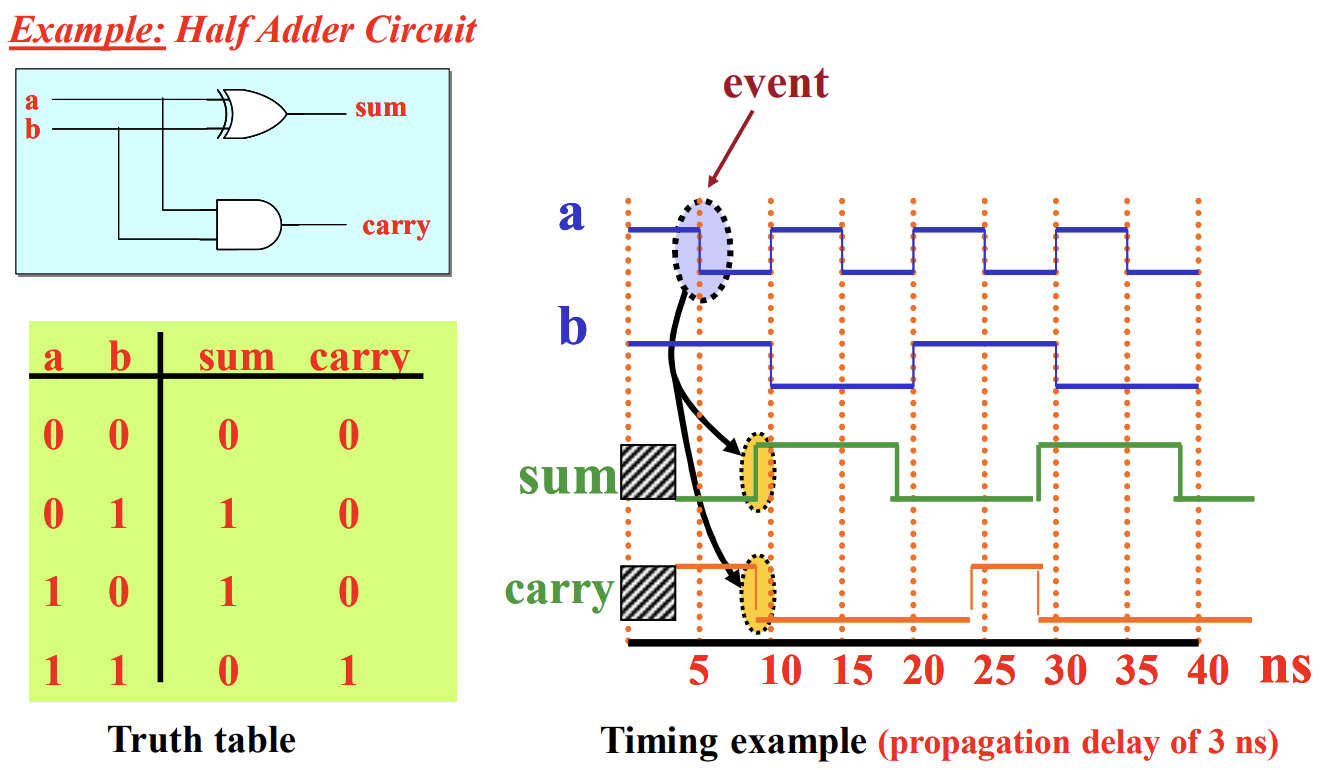 Example: Half Adder Circuit
a
b
sum
carry
a b sum carry
0 0 0 0
0 1 1 0
1 0 1 0
1 1 0 1
Truth table
event
a
b
sum
carry
5 10 15 20 25 30 35 40 ns
Timing example (propagation delay of 3 ns)